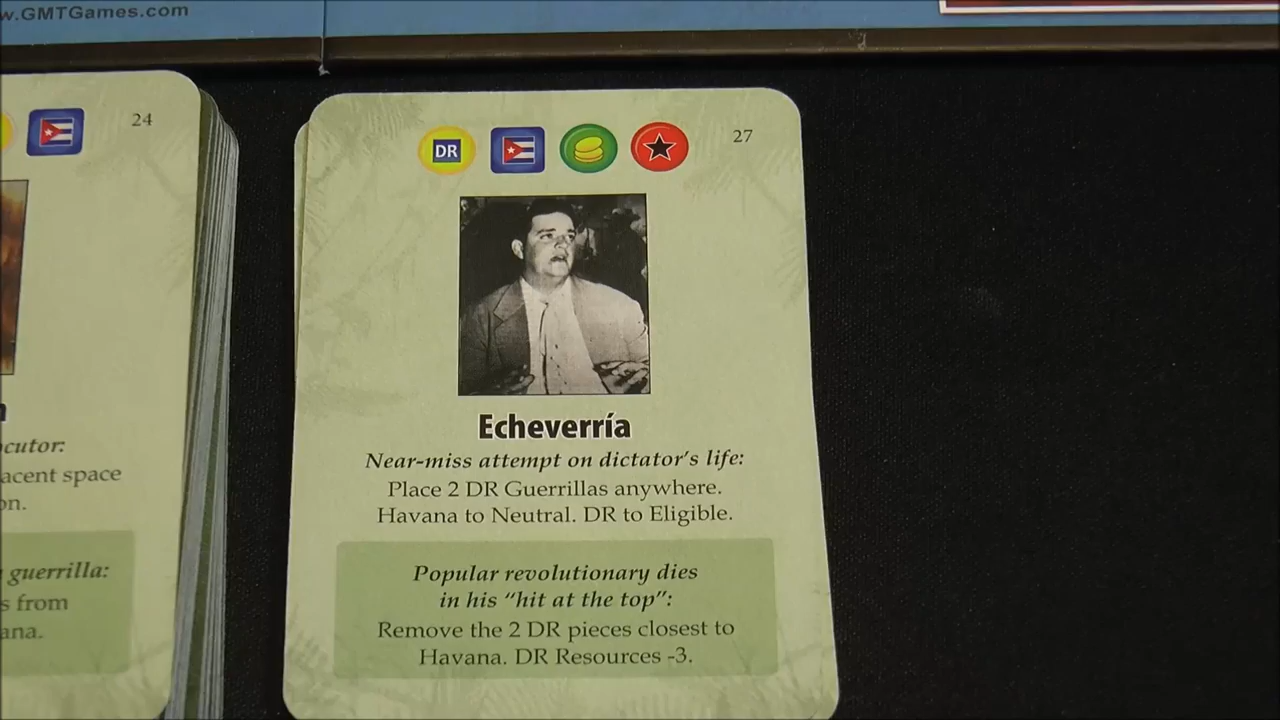 w.GMTGames.com
24
ocutor:
acent space
on.
guerrilla:
s from
ana.
DR
27
Echeverría
Near-miss attempt on dictator's life:
Place 2 DR Guerrillas anywhere.
Havana to Neutral. DR to Eligible.
Popular revolutionary dies
in his "hit at the top":
Remove the 2 DR pieces closest to
Havana. DR Resources -3.